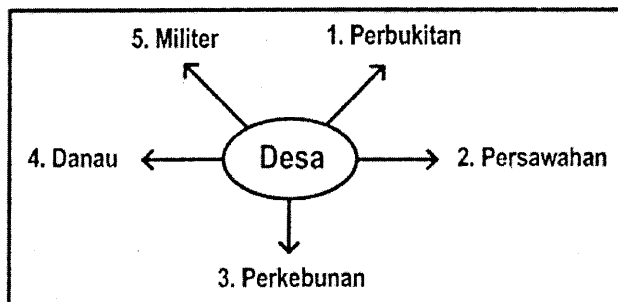 5. Militer
1. Perbukitan
4. Danau
Desa
2. Persawahan
3. Perkebunan